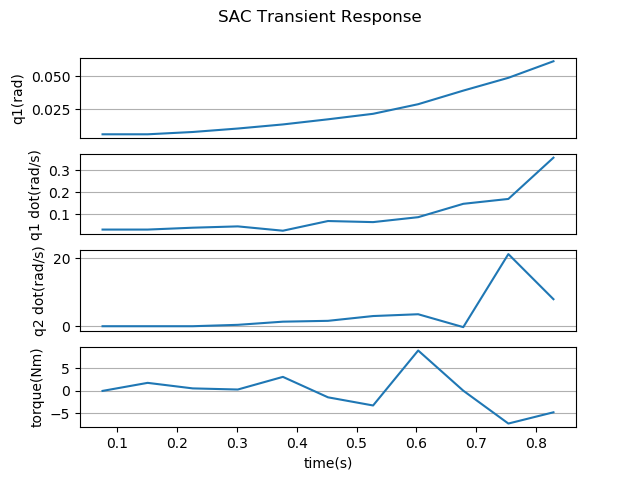 SAC Transient Response
q1(rad)
0.050
0.025
q1 dot(rad/s)
0.3
0.2
0.1
q2 dot(rad/s)
20
0
torque(Nm)
5
0
−5
0.1 0.2 0.3 0.4 0.5 0.6 0.7 0.8
time(s)